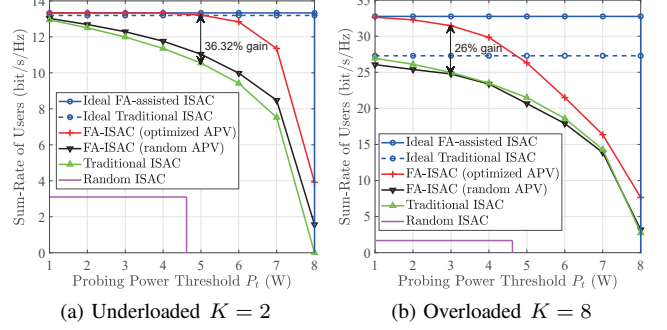 14
12
10
8
6
4
2
0
Sum-Rate of Users (bit/s/Hz)
36.32% gain
Ideal FA-assisted ISAC
Ideal Traditional ISAC
FA-ISAC (optimized APV)
FA-ISAC (random APV)
Traditional ISAC
Random ISAC
1 2 3 4 5 6 7 8
Probing Power Threshold P_t (W)
(a) Underloaded K = 2
35
30
25
20
15
10
5
0
Sum-Rate of Users (bit/s/Hz)
26% gain
Ideal FA-assisted ISAC
Ideal Traditional ISAC
FA-ISAC (optimized APV)
FA-ISAC (random APV)
Traditional ISAC
Random ISAC
1 2 3 4 5 6 7 8
Probing Power Threshold P_t (W)
(b) Overloaded K = 8